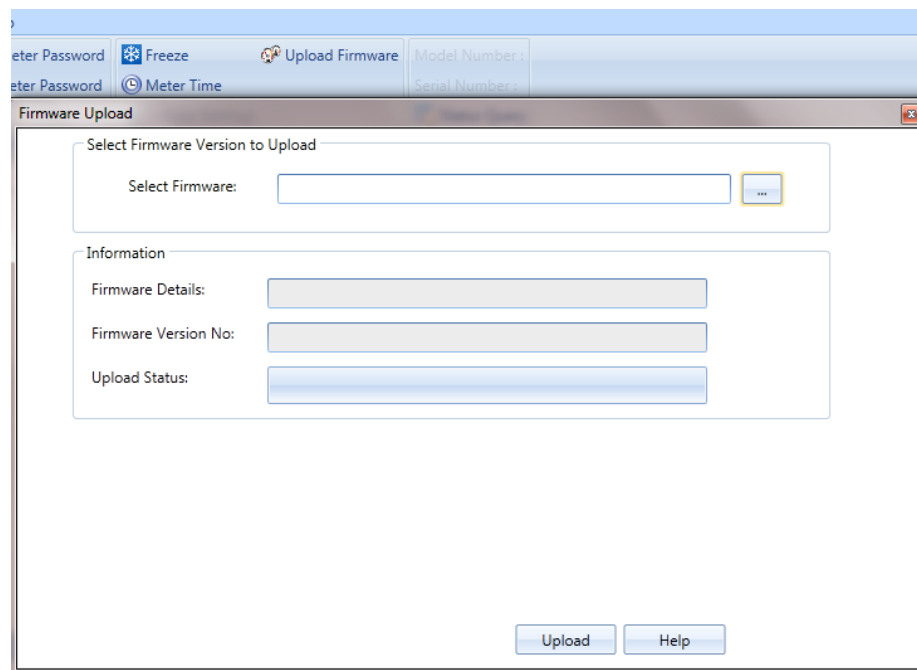 eter Password Freeze Upload Firmware Model Number :
eter Password Meter Time Serial Number :
Firmware Upload
Select Firmware Version to Upload
Select Firmware: ...
Information
Firmware Details:
Firmware Version No:
Upload Status:
Upload Help